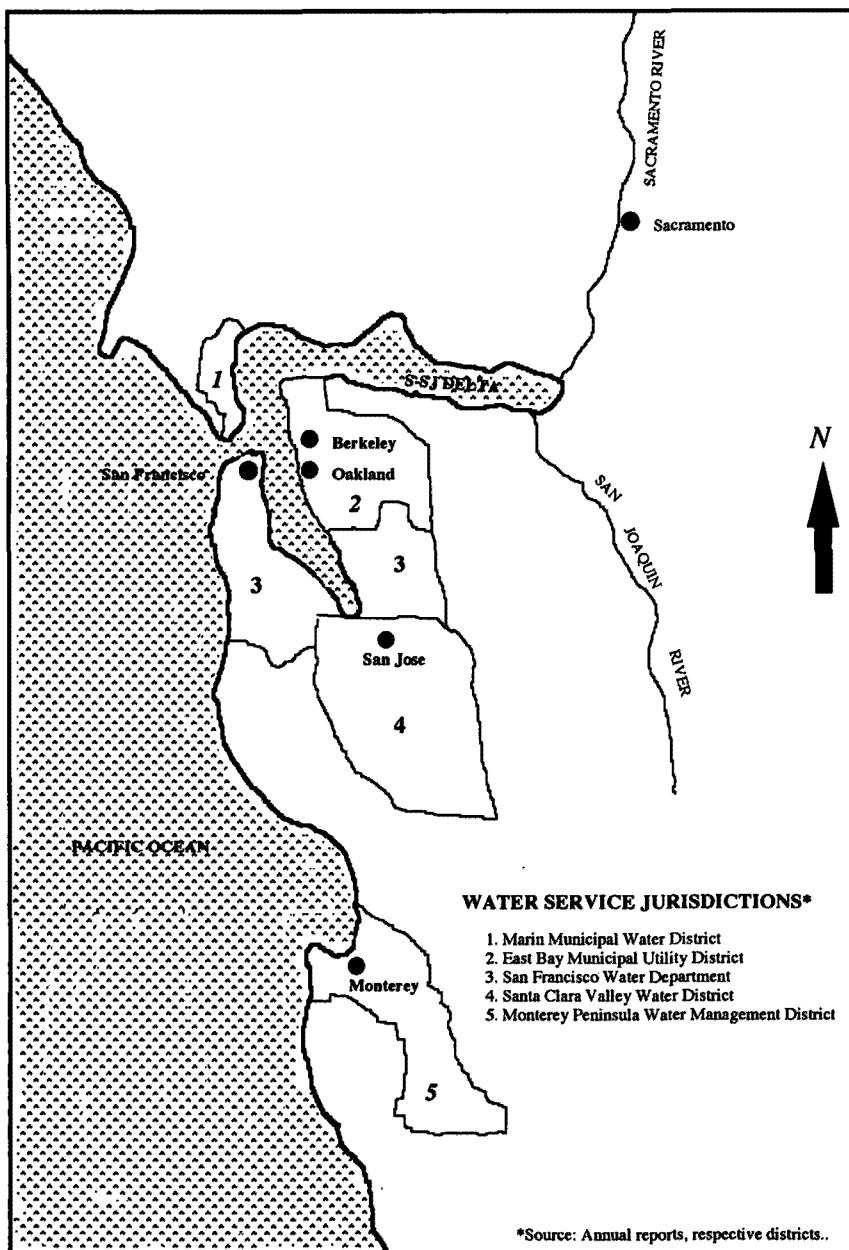 SACRAMENTO RIVER
Sacramento
1
S-SJ DELTA
Berkeley
San Francisco
Oakland
2
N
SAN
JOAQUIN
RIVER
3
3
San Jose
4
PACIFIC OCEAN
WATER SERVICE JURISDICTIONS*
1. Marin Municipal Water District
2. East Bay Municipal Utility District
3. San Francisco Water Department
4. Santa Clara Valley Water District
5. Monterey Peninsula Water Management District
Monterey
5
*Source: Annual reports, respective districts..